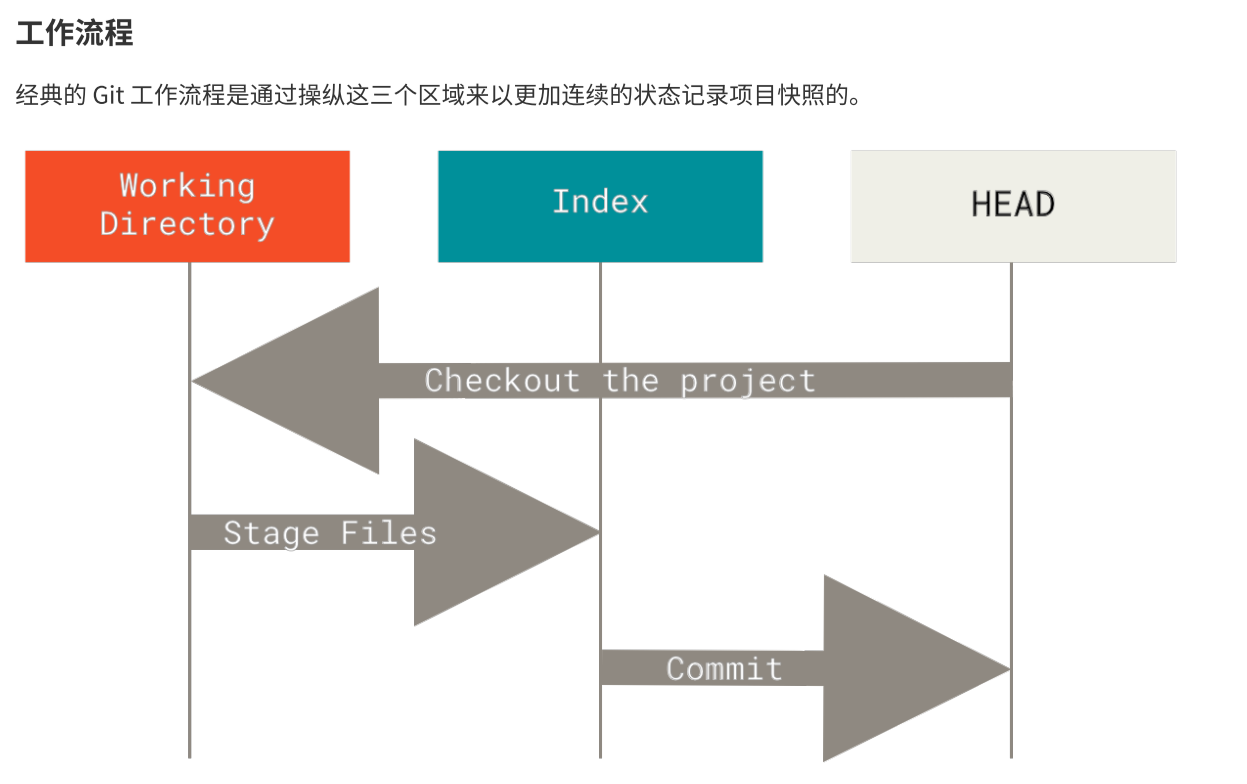 工作流程
经典的 Git 工作流程是通过操纵这三个区域来以更加连续的状态记录项目快照的。
Working
Directory
Index
HEAD
Checkout the project
Stage Files
Commit